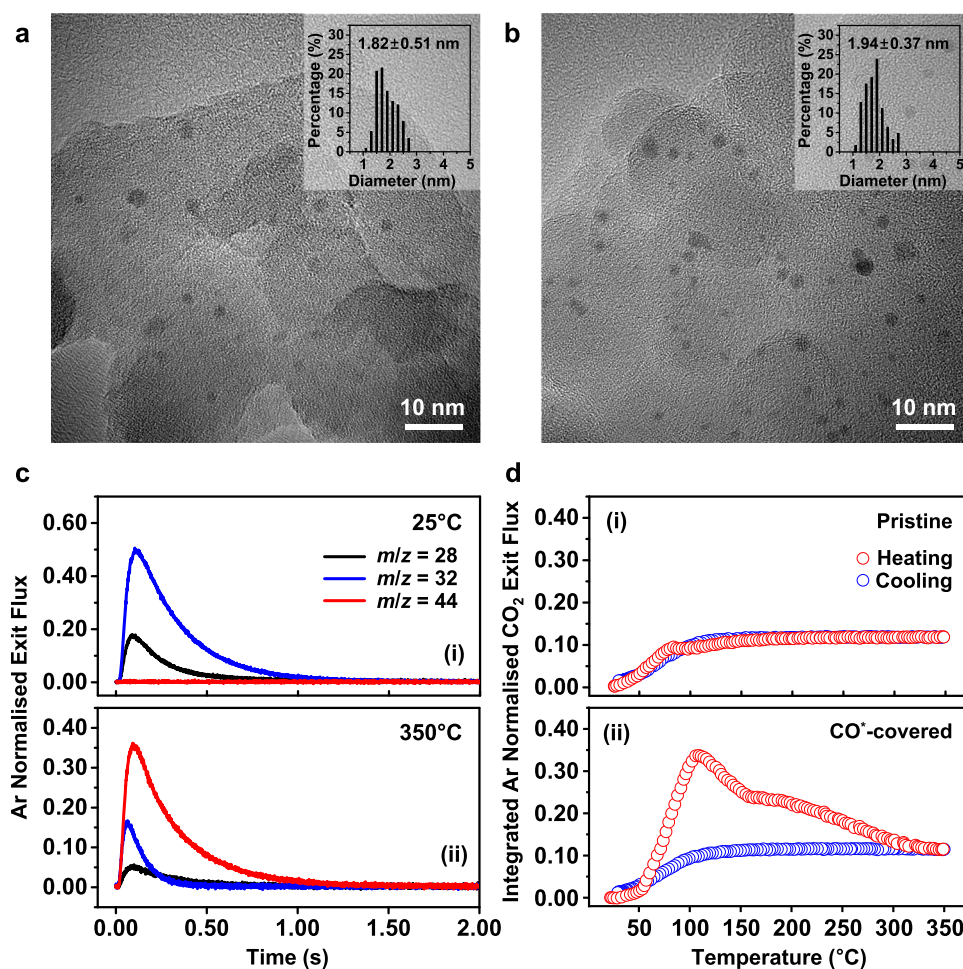 a
1.82±0.51 nm
Percentage (%)
30
25
20
15
10
5
0
1 2 3 4 5
Diameter (nm)
10 nm
b
1.94±0.37 nm
Percentage (%)
30
25
20
15
10
5
0
1 2 3 4 5
Diameter (nm)
10 nm
c
Ar Normalised Exit Flux
25°C
m/z = 28
m/z = 32
m/z = 44
(i)
0.60
0.40
0.20
0.00
350°C
(ii)
0.40
0.30
0.20
0.10
0.00
0.00 0.50 1.00 1.50 2.00
Time (s)
d
Integrated Ar Normalised CO₂ Exit Flux
(i)
Pristine
Heating
Cooling
0.40
0.30
0.20
0.10
0.00
(ii)
CO*-covered
0.40
0.30
0.20
0.10
0.00
50 100 150 200 250 300 350
Temperature (°C)